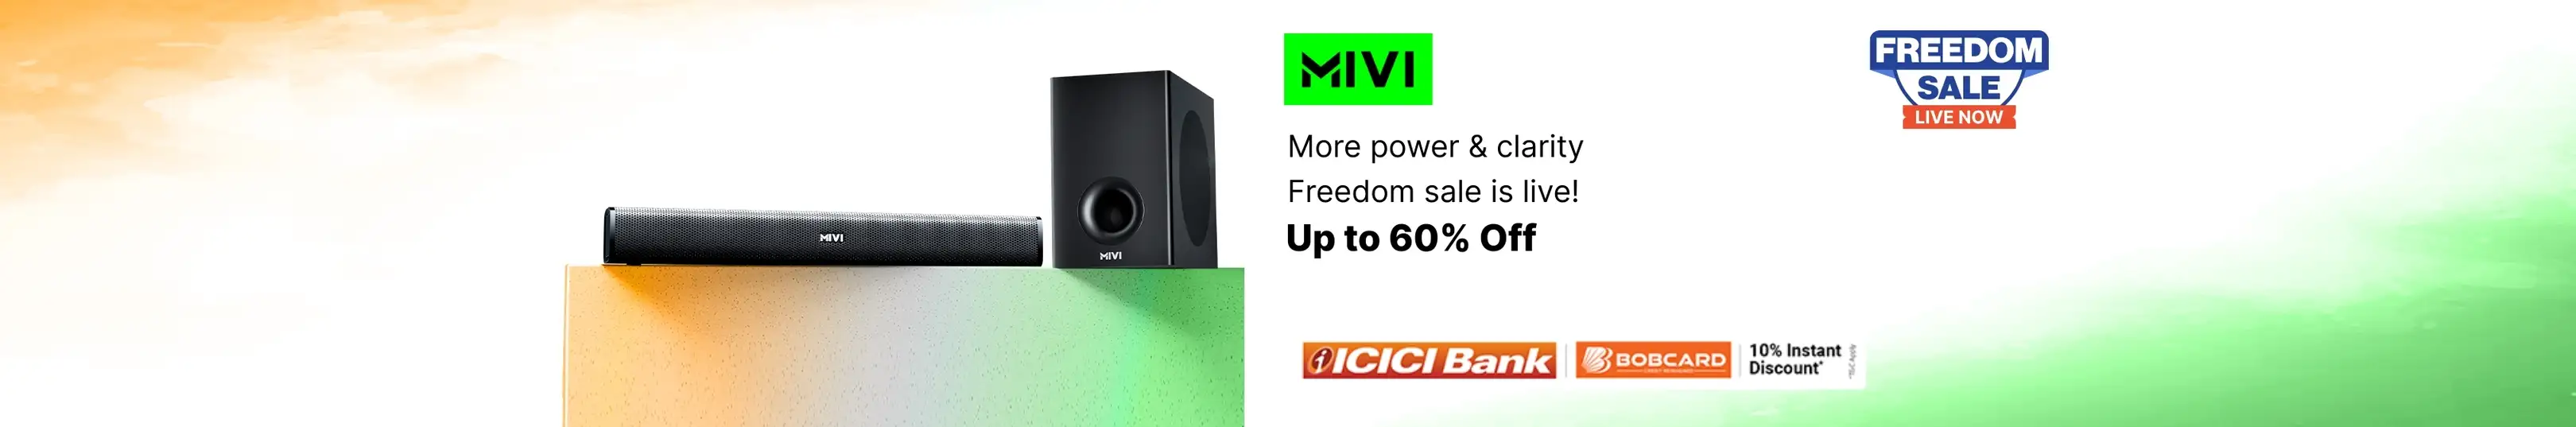 MIVI
MIVI
MIVI
More power & clarity
Freedom sale is live!
Up to 60% Off
FREEDOM
SALE
LIVE NOW
ICICI Bank
BOBCARD
10% Instant
Discount*
*T&C Apply